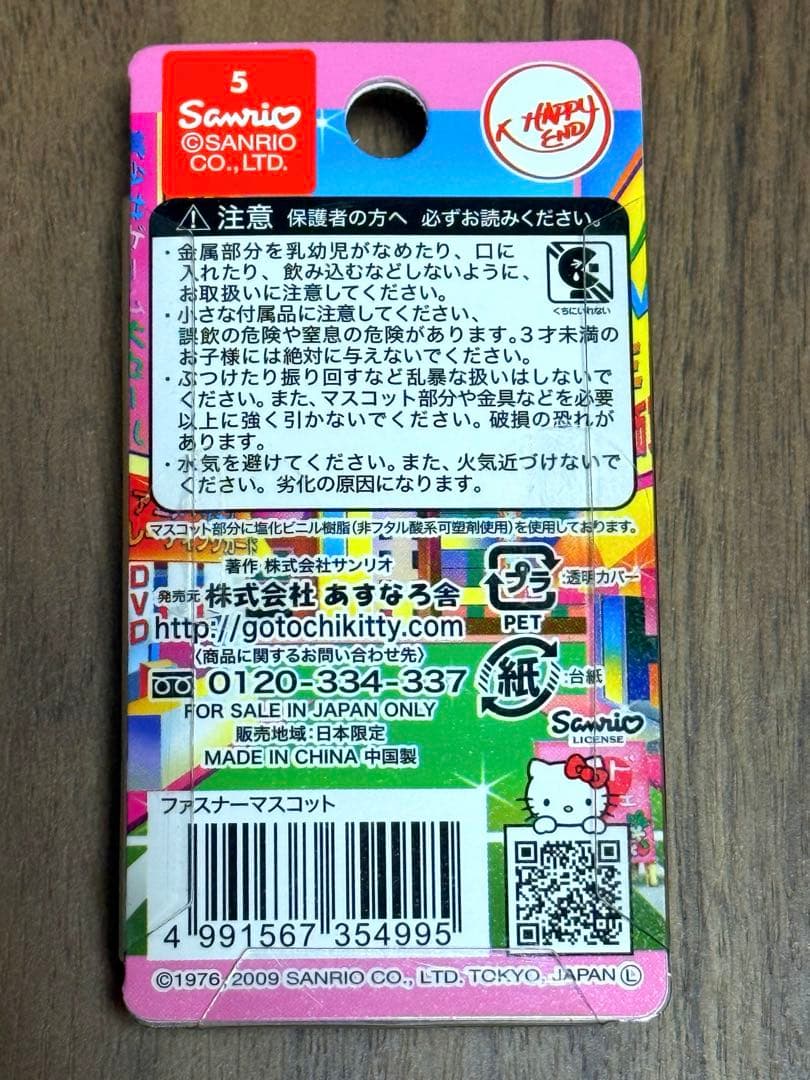 5
Sanrio
©SANRIO
CO.,LTD.
K HAPPY
END
注意 保護者の方へ 必ずお読みください。
・金属部分を乳幼児がなめたり、口に
入れたり、飲み込むなどしないように、
お取扱いに注意してください。
くちにいれない
・小さな付属品に注意してください、
誤飲の危険や窒息の危険があります。3才未満の
お子様には絶対に与えないでください。
・ぶつけたり振り回すなど乱暴な扱いはしないで
ください。また、マスコット部分や金具などを必要
以上に強く引かないでください。破損の恐れが
あります。
・水気を避けてください。また、火気近づけないで
ください。劣化の原因になります。
マスコット部分に塩化ビニル樹脂(非フタル酸系可塑剤使用)を使用しております。
著作 株式会社サンリオ
発売元 株式会社 あすなろ舎
http://gotochikitty.com
〈商品に関するお問い合わせ先〉
0120-334-337
FOR SALE IN JAPAN ONLY
販売地域:日本限定
MADE IN CHINA 中国製
プラ :透明カバー
PET
紙 :台紙
Sanrio
LICENSE
DVD
ファスナーマスコット
4 991567 354995
©1976, 2009 SANRIO CO., LTD. TOKYO, JAPAN Ⓛ